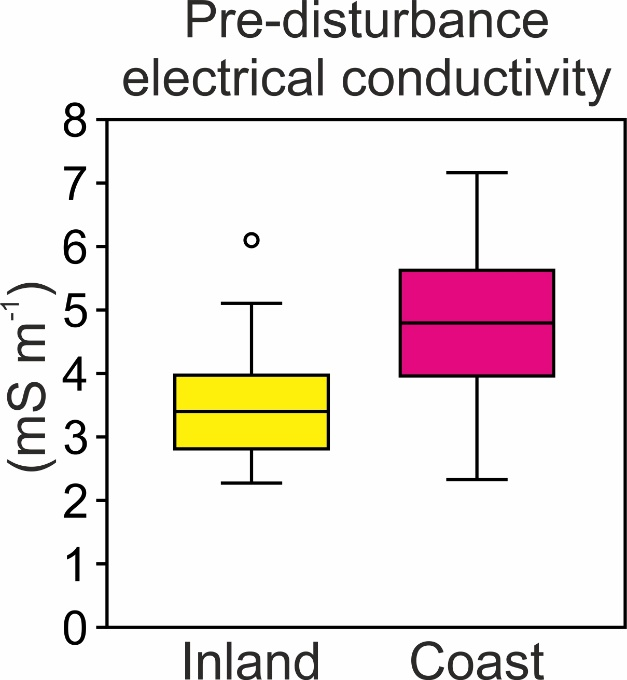 Pre-disturbance
electrical conductivity
8
7
6
5
4
3
2
1
0
(mS m⁻¹)
Inland
Coast